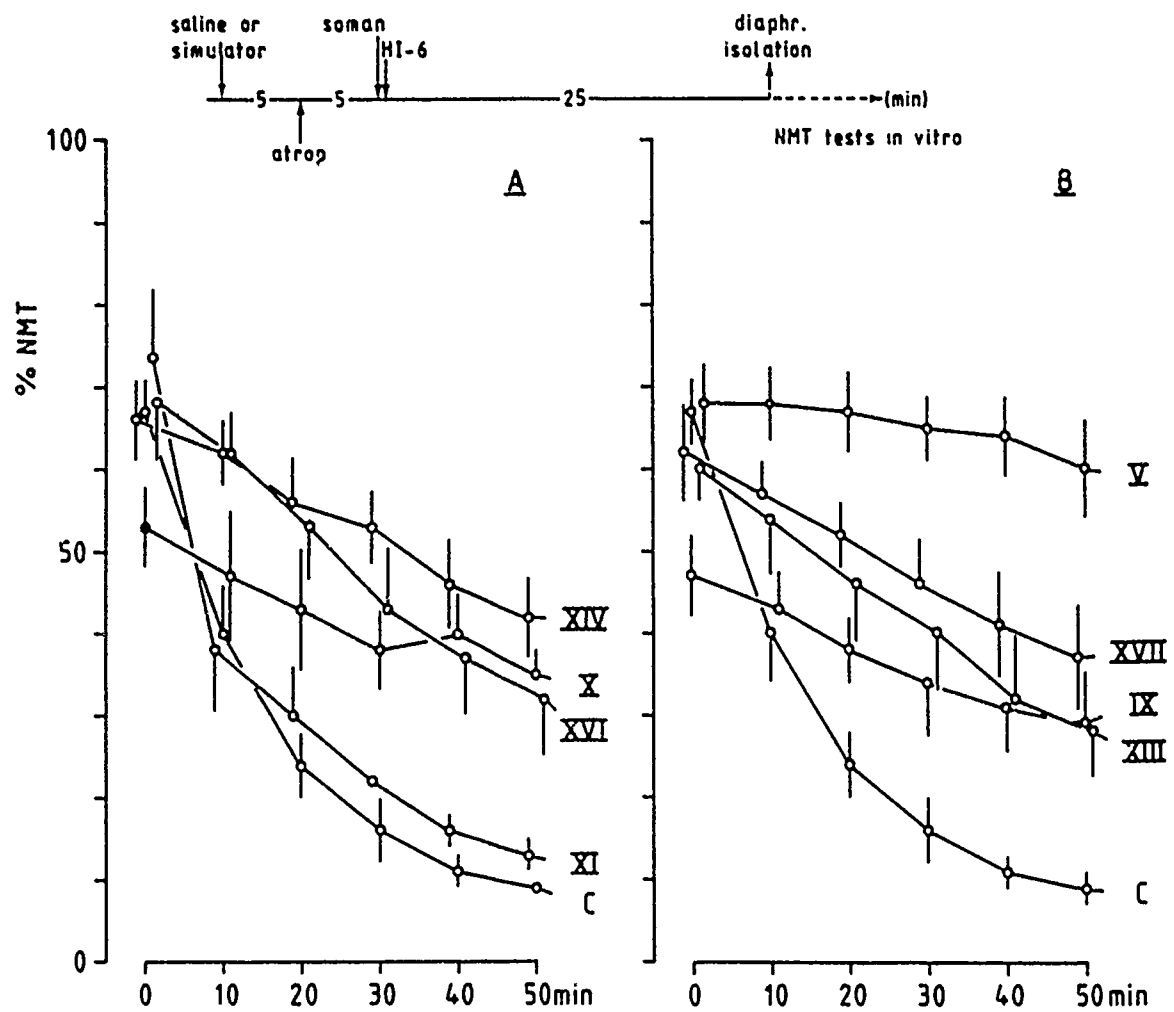 saline or
simulator
soman
HI-6
diaphr.
isolation
5
5
25
(min)
atrop
NMT tests in vitro
100
A
B
% NMT
50
V
XIV
X
XVI
XVII
IX
XIII
XI
C
C
0
0 10 20 30 40 50min
0 10 20 30 40 50min